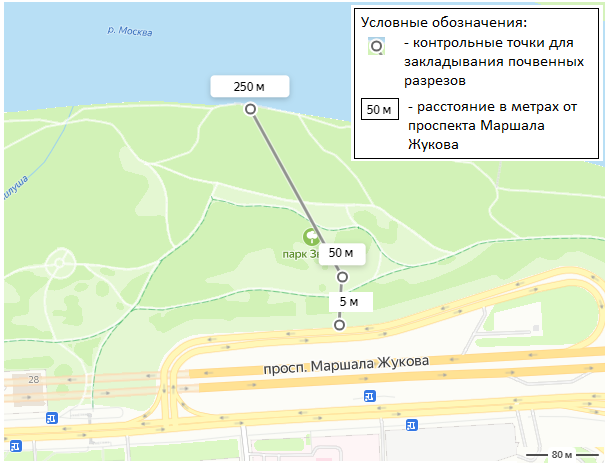 р. Москва
Условные обозначения:
- контрольные точки для
закладывания почвенных
разрезов
50 м
- расстояние в метрах от
проспекта Маршала
Жукова
250 м
парк
50 м
5 м
просп. Маршала Жукова
28
80 м